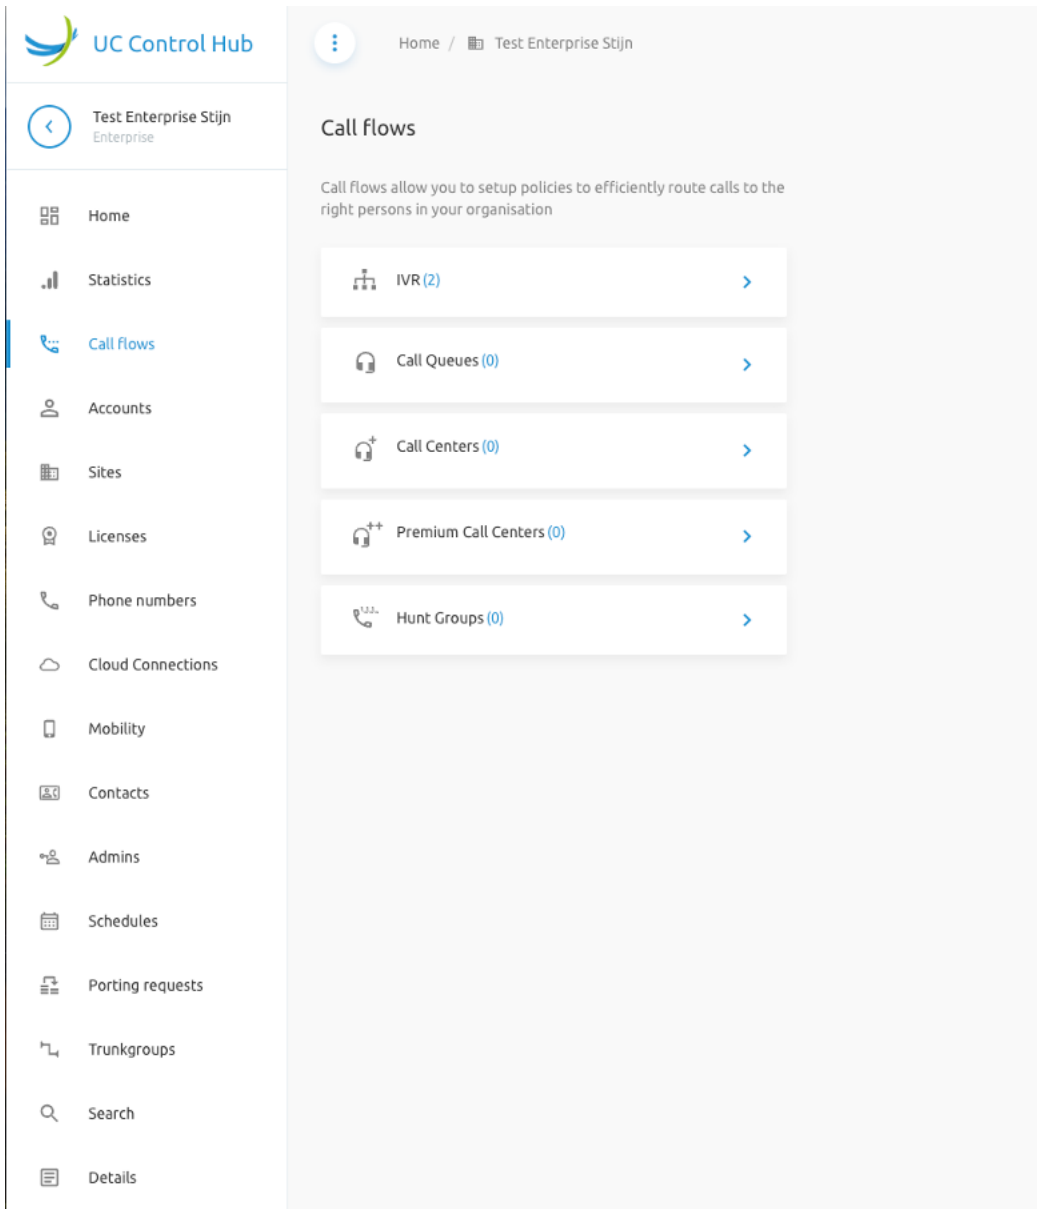 UC Control Hub
Test Enterprise Stijn
Enterprise
Home
Statistics
Call flows
Accounts
Sites
Licenses
Phone numbers
Cloud Connections
Mobility
Contacts
Admins
Schedules
Porting requests
Trunkgroups
Search
Details
Home / Test Enterprise Stijn
Call flows
Call flows allow you to setup policies to efficiently route calls to the
right persons in your organisation
IVR (2)
Call Queues (0)
Call Centers (0)
Premium Call Centers (0)
Hunt Groups (0)